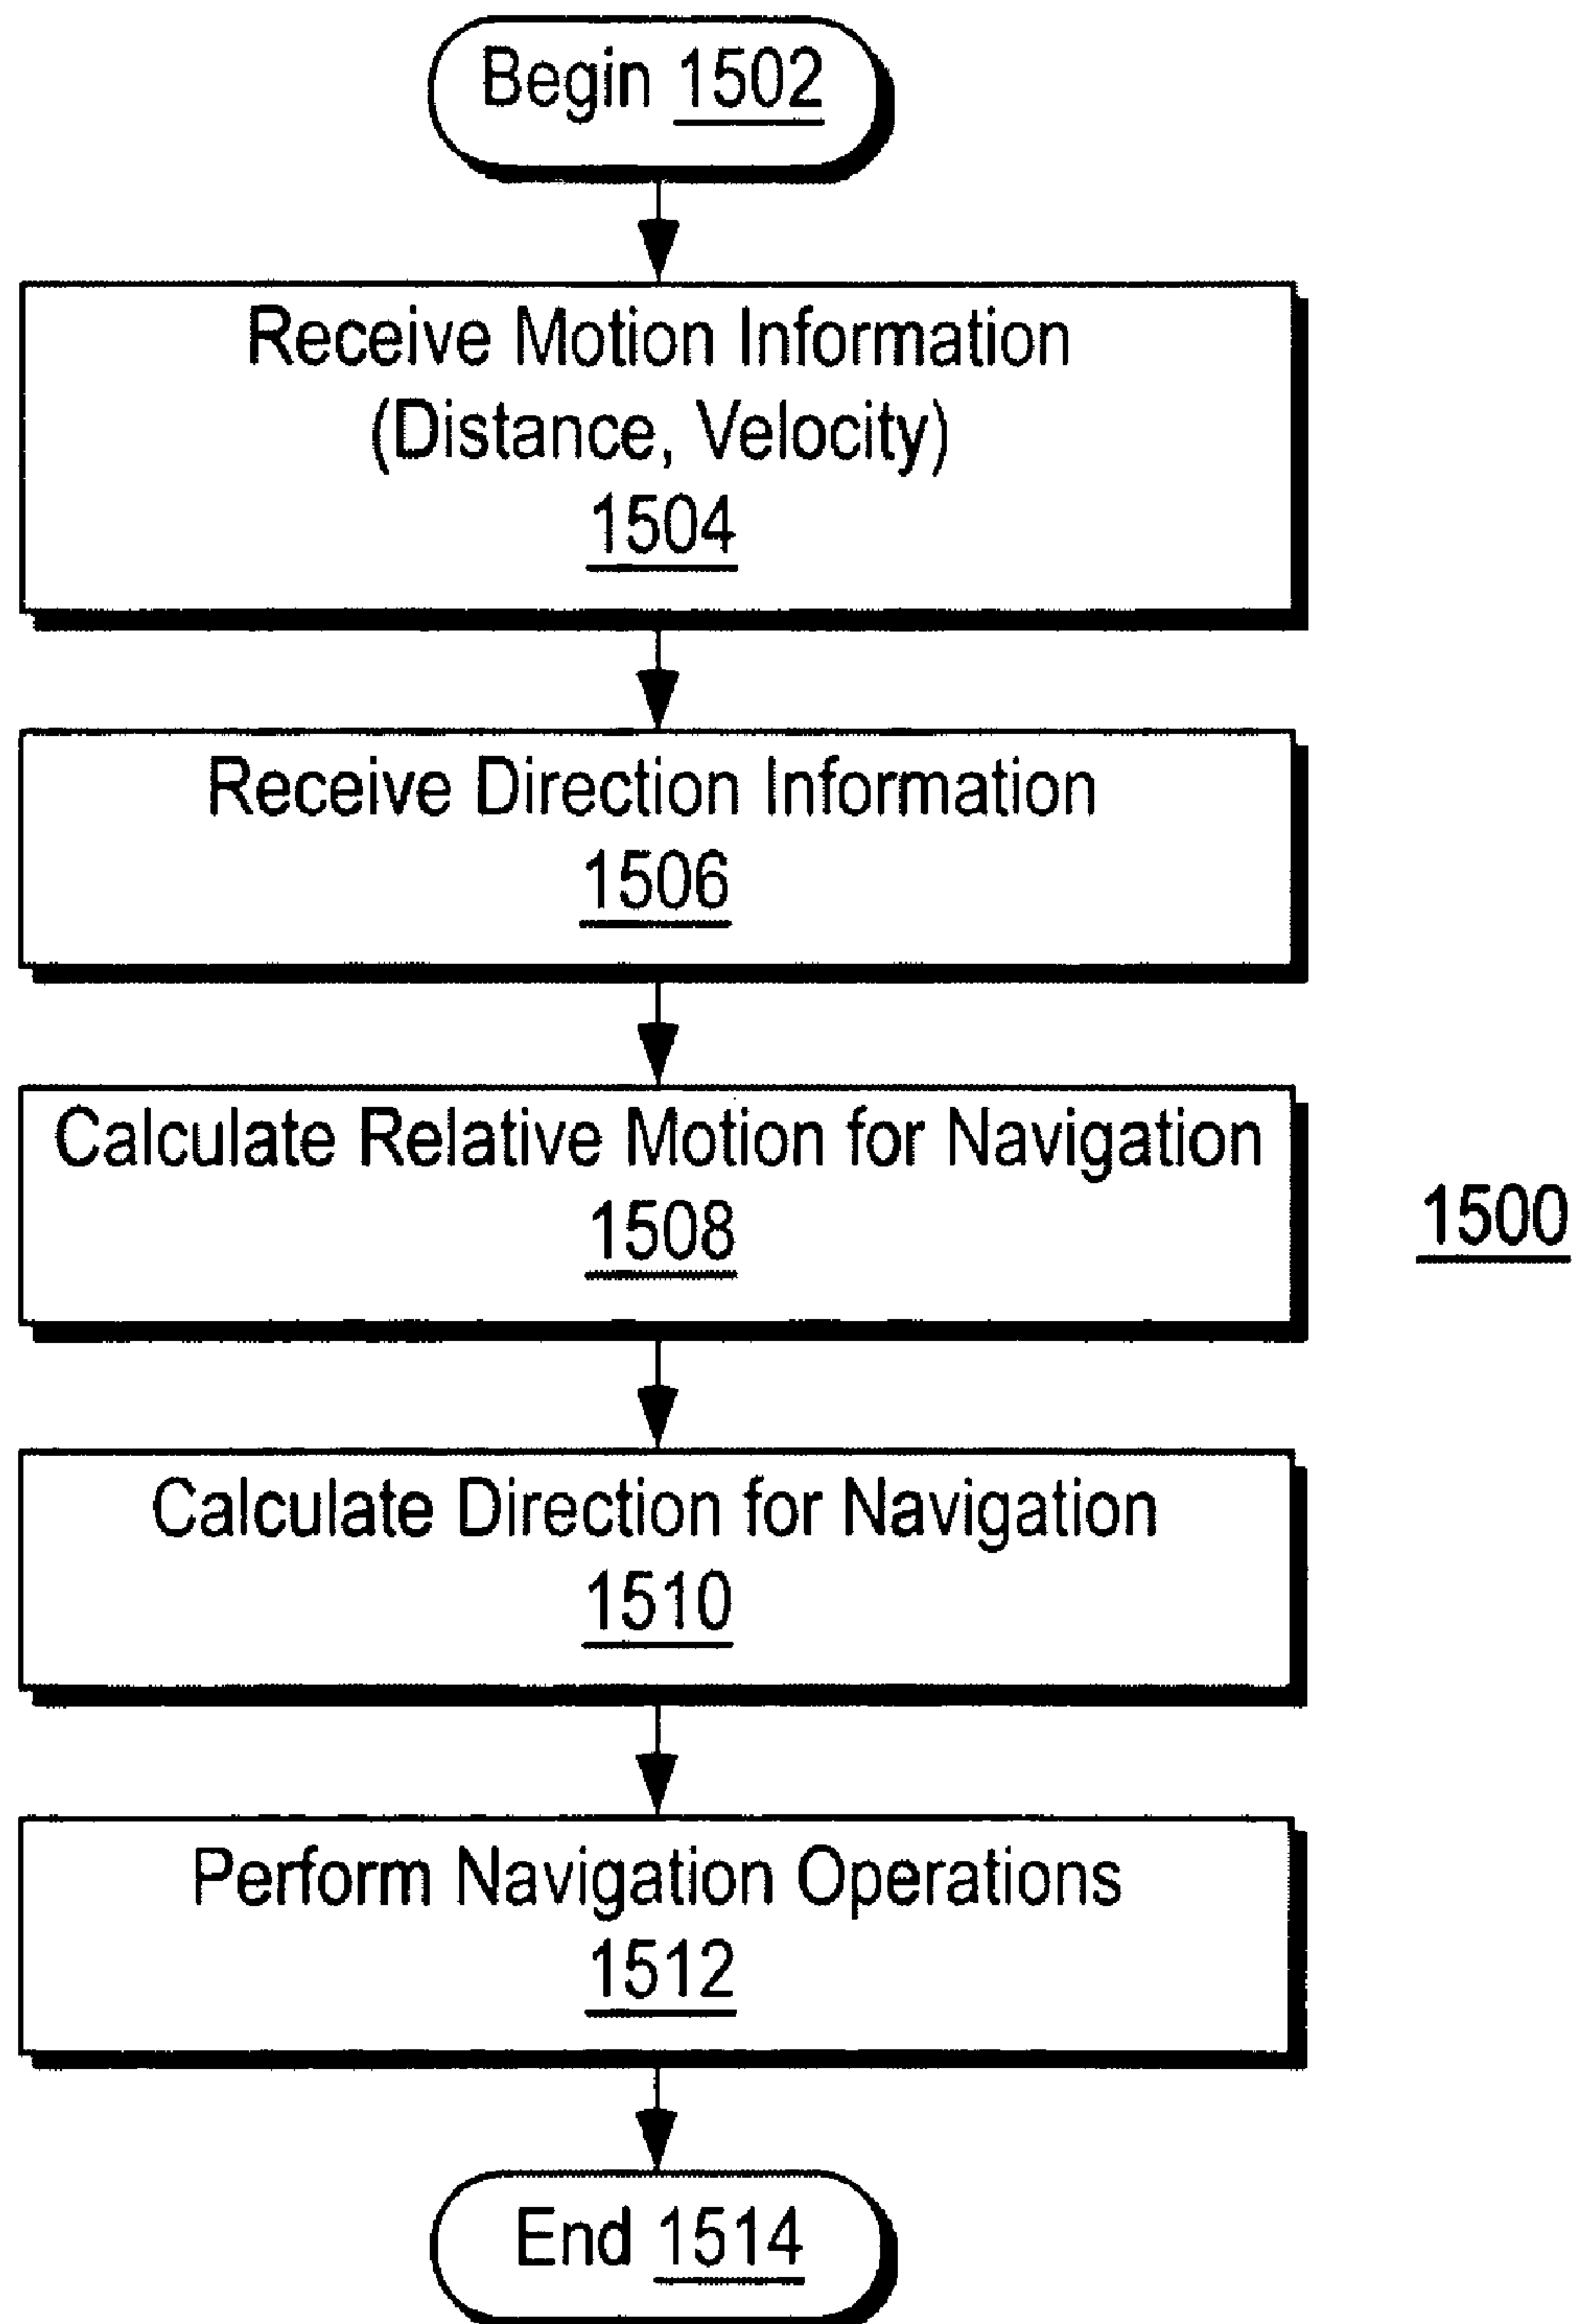 Begin 1502
Receive Motion Information
(Distance, Velocity)
1504
Receive Direction Information
1506
Calculate Relative Motion for Navigation
1508
1500
Calculate Direction for Navigation
1510
Perform Navigation Operations
1512
End 1514